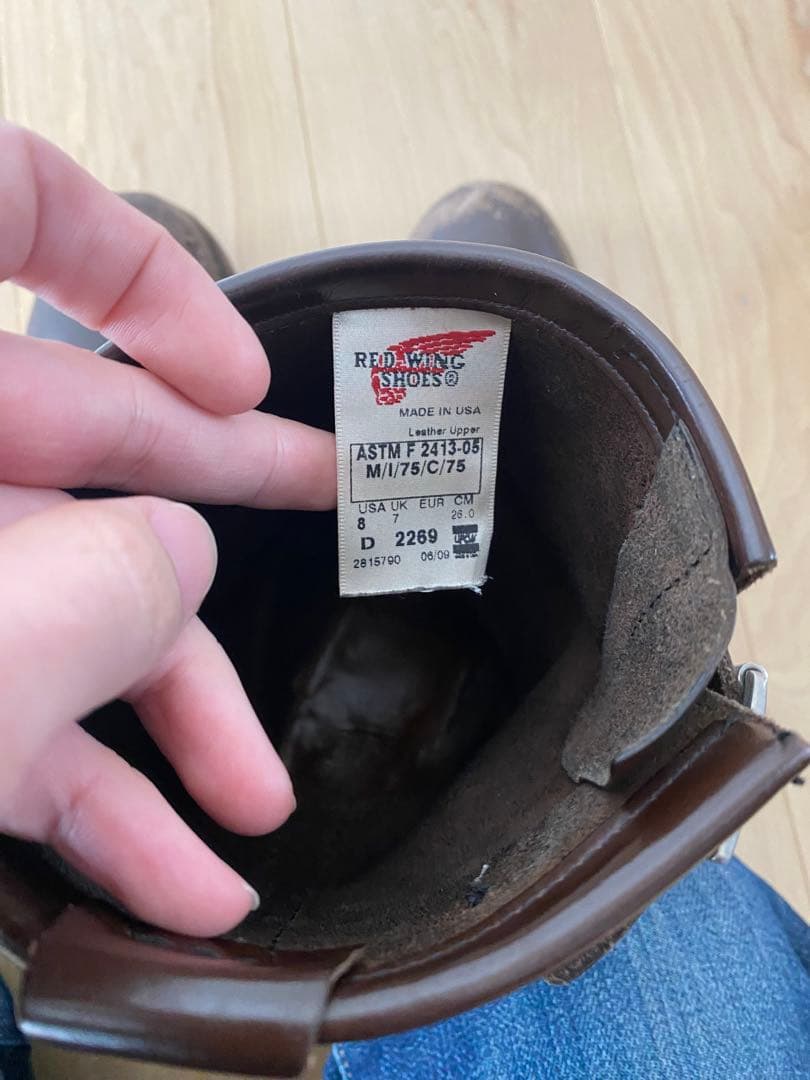 RED WING
SHOES®
MADE IN USA
Leather Upper
ASTM F 2413-05
M/I/75/C/75
USA UK EUR CM
8 7 26.0
D 2269
2815790 06/09